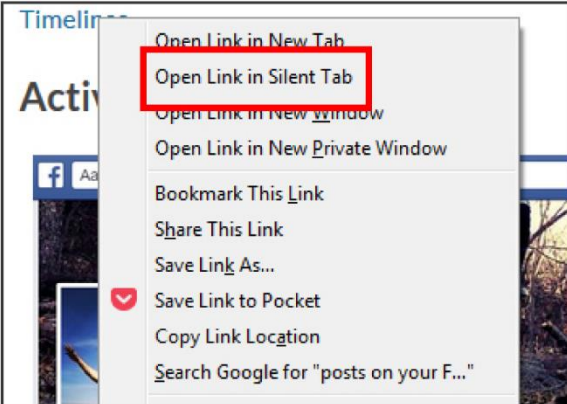 Timelines
Open Link in New Tab
Open Link in Silent Tab
Activ
Open Link in New Window
Open Link in New Private Window
f Aa
Bookmark This Link
Share This Link
Save Link As...
Save Link to Pocket
Copy Link Location
Search Google for "posts on your F..."